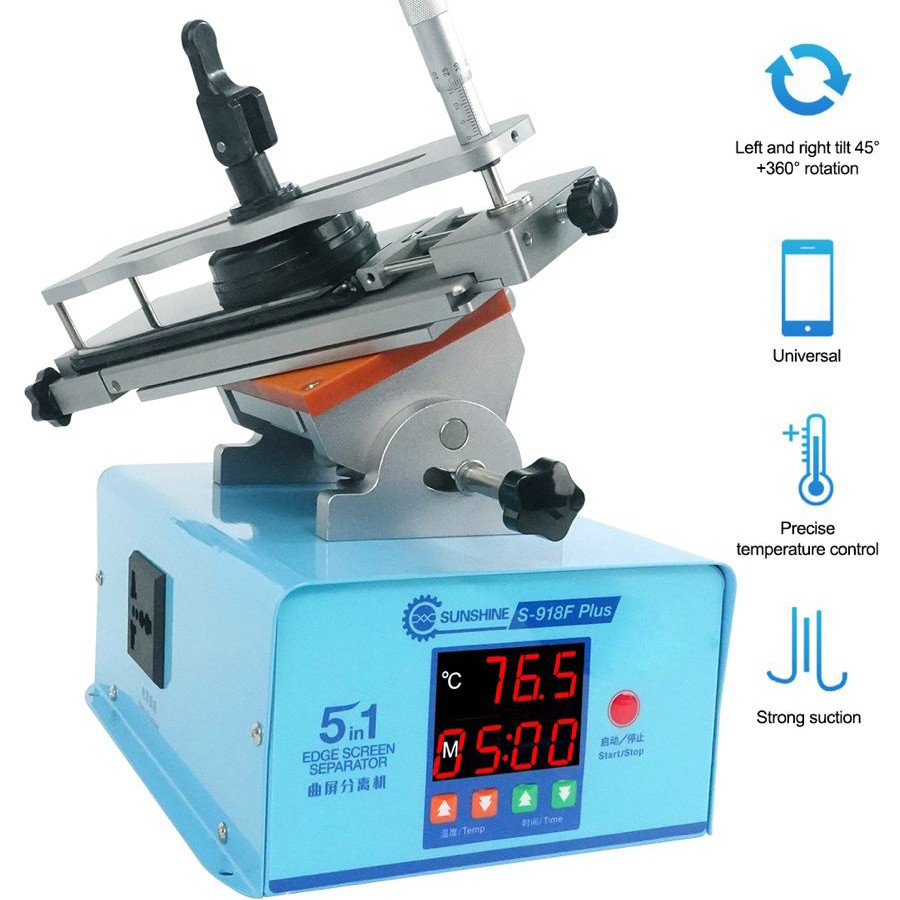 Left and right tilt 45°
+360° rotation
Universal
Precise
temperature control
Strong suction
SUNSHINE S-918F Plus
°C 76.5
M 05:00
5in1
EDGE SCREEN
SEPARATOR
曲屏分离机
启动/停止
Start/Stop
温度/Temp
时间/Time